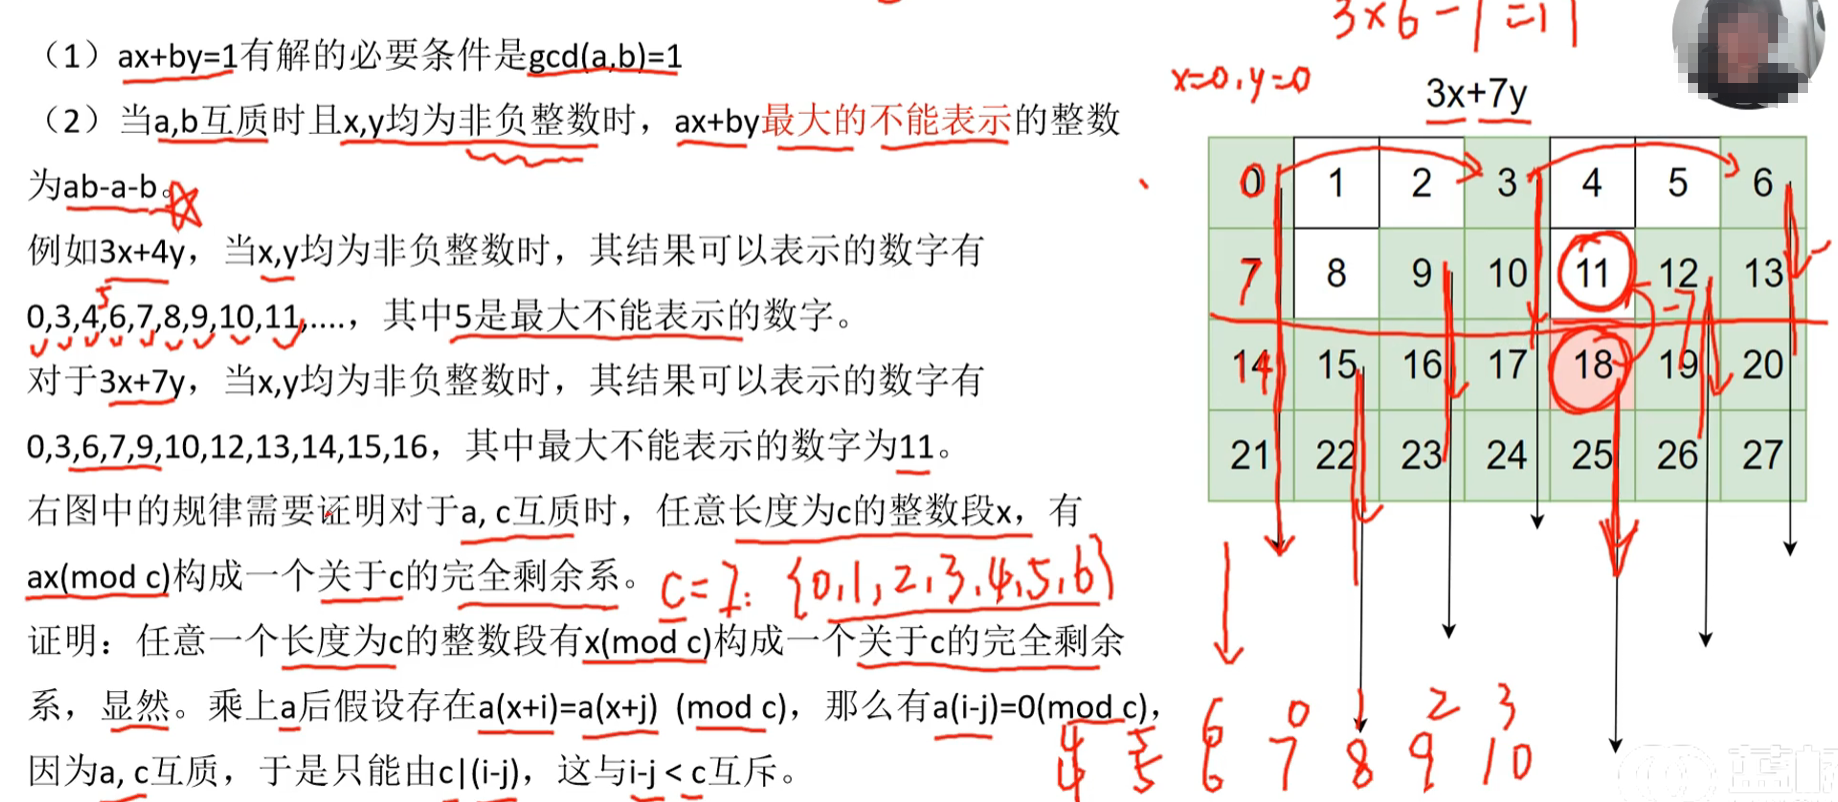 3×6-7=11
（1）ax+by=1有解的必要条件是gcd(a,b)=1
x=0,y=0
3x+7y
（2）当a,b互质时且x,y均为非负整数时，ax+by最大的不能表示的整数
为ab-a-b。
例如3x+4y，当x,y均为非负整数时，其结果可以表示的数字有
5
0,3,4,6,7,8,9,10,11,....，其中5是最大不能表示的数字。
对于3x+7y，当x,y均为非负整数时，其结果可以表示的数字有
0,3,6,7,9,10,12,13,14,15,16，其中最大不能表示的数字为11。
右图中的规律需要证明对于a, c互质时，任意长度为c的整数段x，有
ax(mod c)构成一个关于c的完全剩余系。
c=7: {0,1,2,3,4,5,6}
证明：任意一个长度为c的整数段有x(mod c)构成一个关于c的完全剩余
系，显然。乘上a后假设存在a(x+i)=a(x+j)  (mod c)，那么有a(i-j)=0(mod c)，
因为a, c互质，于是只能由c|(i-j)，这与i-j < c互斥。
0 1 2 3 4 5 6
7 8 9 10 11 12 13
-7
14 15 16 17 18 19 20
21 22 23 24 25 26 27
4 5 6 0 1 2 3
4 5 6 7 8 9 10
蓝桥